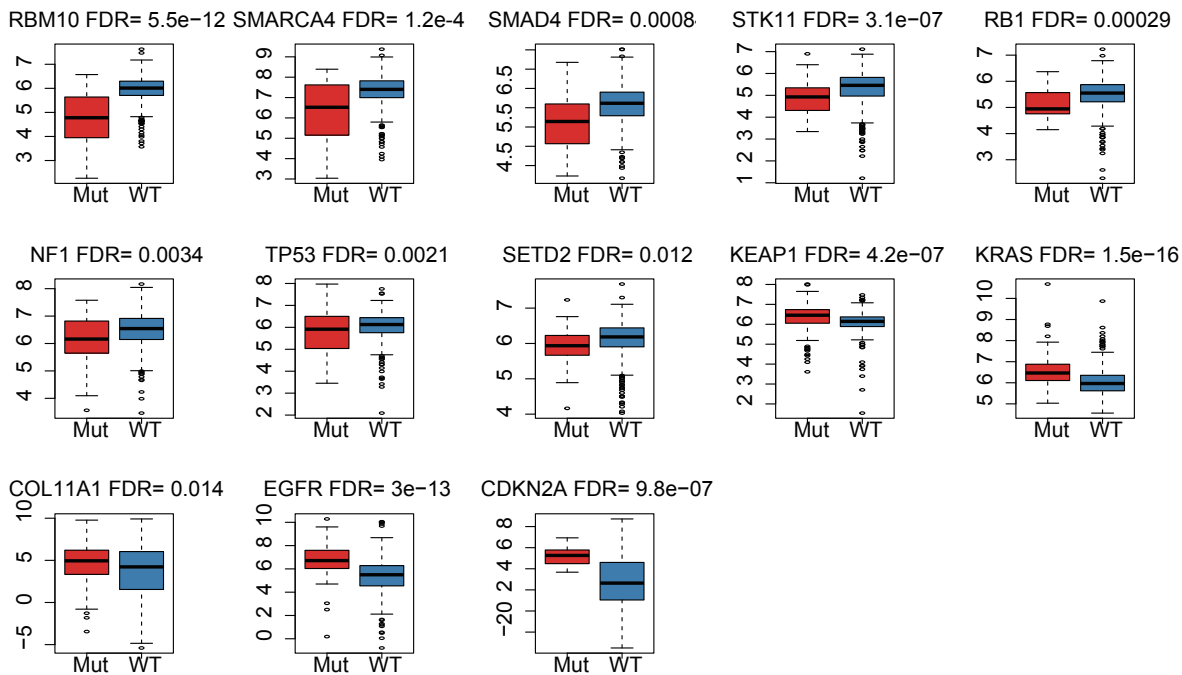 RBM10 FDR= 5.5e−12
3 4 5 6 7
Mut WT
SMARCA4 FDR= 1.2e-4
3 4 5 6 7 8 9
Mut WT
SMAD4 FDR= 0.0008
4.5 5.5 6.5
Mut WT
STK11 FDR= 3.1e−07
1 2 3 4 5 6 7
Mut WT
RB1 FDR= 0.00029
3 4 5 6 7
Mut WT
NF1 FDR= 0.0034
4 5 6 7 8
Mut WT
TP53 FDR= 0.0021
2 3 4 5 6 7 8
Mut WT
SETD2 FDR= 0.012
4 5 6 7
Mut WT
KEAP1 FDR= 4.2e−07
2 3 4 5 6 7 8
Mut WT
KRAS FDR= 1.5e−16
5 6 7 8 9 10
Mut WT
COL11A1 FDR= 0.014
−5 0 5 10
Mut WT
EGFR FDR= 3e−13
0 2 4 6 8 10
Mut WT
CDKN2A FDR= 9.8e−07
−20 2 4 6 8
Mut WT